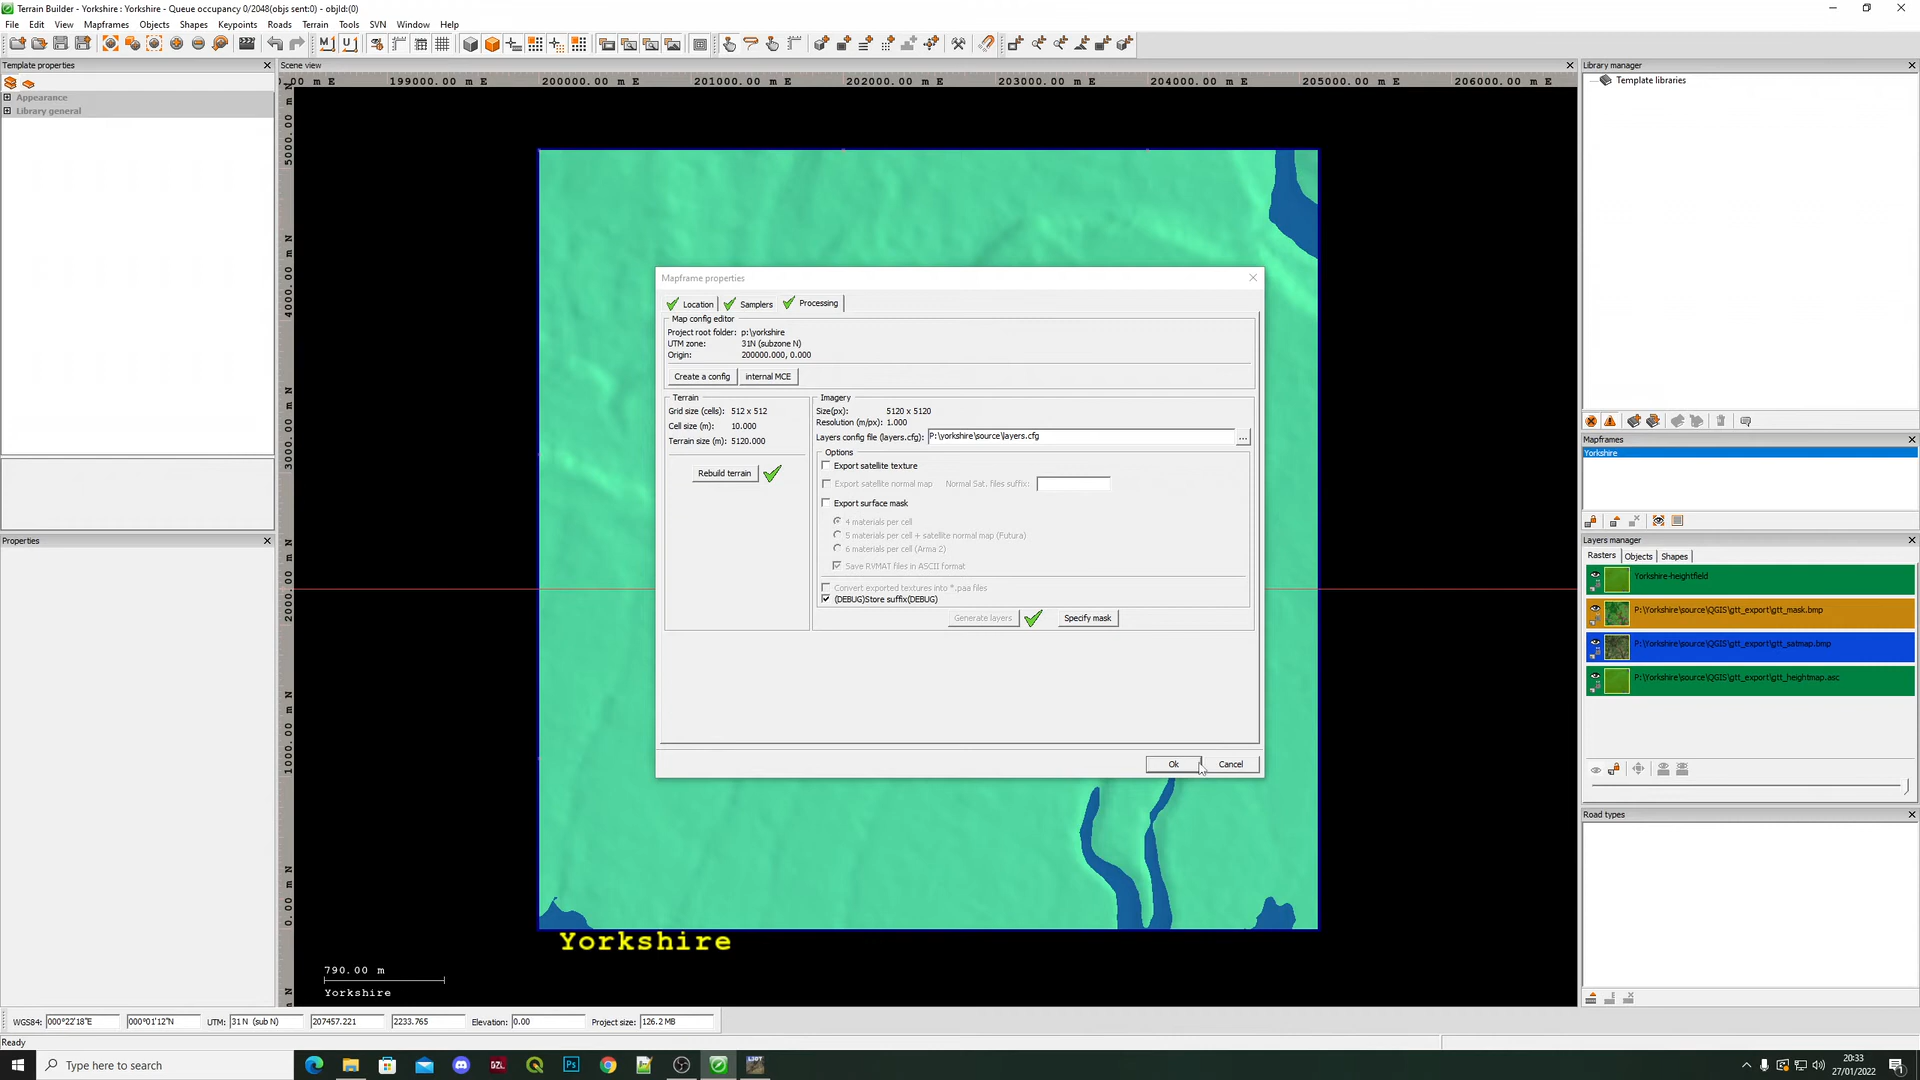 Terrain Builder - Yorkshire : Yorkshire - Queue occupancy 0/2048(objs sent:0) - objId:(0)
File Edit View Mapframes Objects Shapes Keypoints Roads Terrain Tools SVN Window Help
Template properties
Appearance
Library general
Properties
Scene view
199000.00 m E 200000.00 m E 201000.00 m E 202000.00 m E 203000.00 m E 204000.00 m E 205000.00 m E 206000.00 m E
5000.00 m N
4000.00 m N
3000.00 m N
2000.00 m N
1000.00 m N
0.00 m N
Mapframe properties
Location Samplers Processing
Map config editor
Project root folder: p:\yorkshire
UTM zone: 31N (subzone N)
Origin: 200000.000, 0.000
Create a config internal MCE
Terrain
Grid size (cells): 512 x 512
Cell size (m): 10.000
Terrain size (m): 5120.000
Rebuild terrain
Imagery
Size(px): 5120 x 5120
Resolution (m/px): 1.000
Layers config file (layers.cfg): P:\yorkshire\source\layers.cfg ...
Options
Export satellite texture
Export satellite normal map Normal Sat. files suffix:
Export surface mask
4 materials per cell
5 materials per cell + satellite normal map (Futura)
6 materials per cell (Arma 2)
Save RVMAT files in ASCII format
Convert exported textures into *.paa files
(DEBUG)Store suffix(DEBUG)
Generate layers Specify mask
Ok Cancel
Yorkshire
790.00 m
Yorkshire
Library manager
Template libraries
Mapframes
Yorkshire
Layers manager
Rasters Objects Shapes
Yorkshire-heightfield
P:\Yorkshire\source\QGIS\gtt_export\gtt_mask.bmp
P:\Yorkshire\source\QGIS\gtt_export\gtt_satmap.bmp
P:\Yorkshire\source\QGIS\gtt_export\gtt_heightmap.asc
Road types
WGS84: 000°22'18"E 000°01'12"N UTM: 31 N (sub N) 207457.221 2233.765 Elevation: 0.00 Project size: 126.2 MB
Ready
Type here to search
20:33
27/01/2022